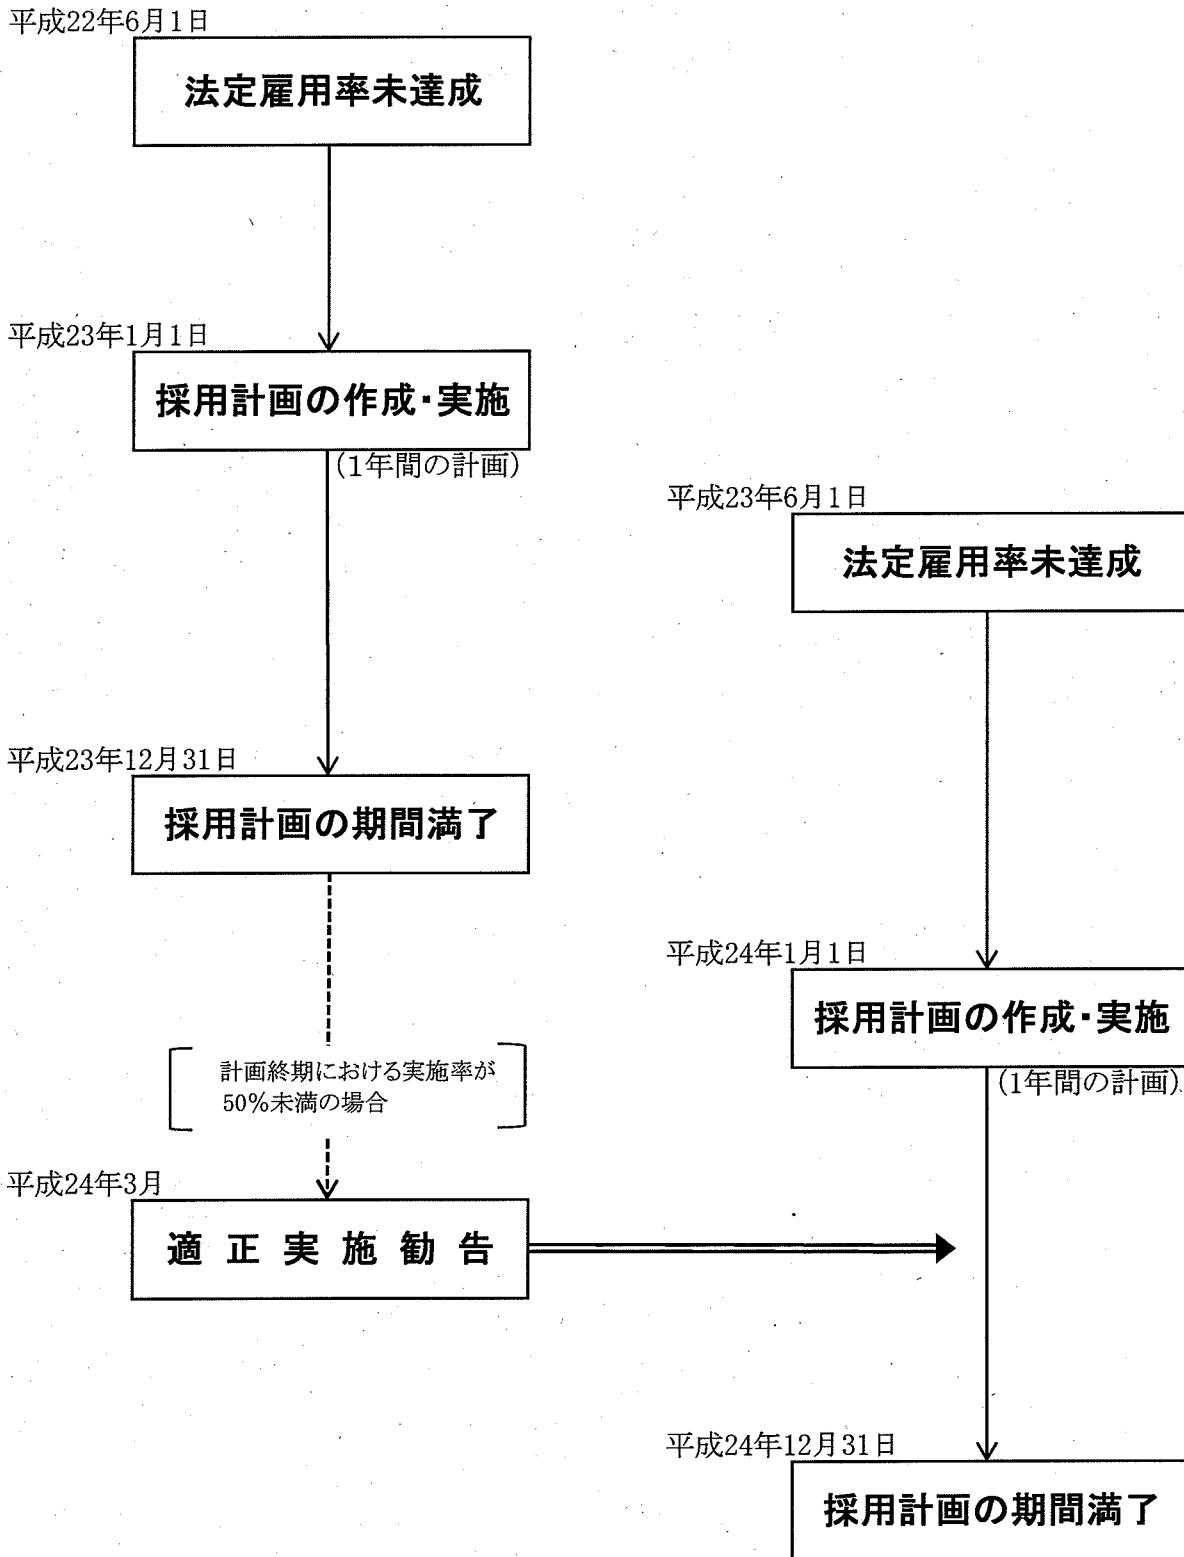 平成22年6月1日
法定雇用率未達成
平成23年1月1日
採用計画の作成・実施
(1年間の計画)
平成23年12月31日
採用計画の期間満了
計画終期における実施率が
50%未満の場合
平成24年3月
適正実施勧告
平成23年6月1日
法定雇用率未達成
平成24年1月1日
採用計画の作成・実施
(1年間の計画)
平成24年12月31日
採用計画の期間満了